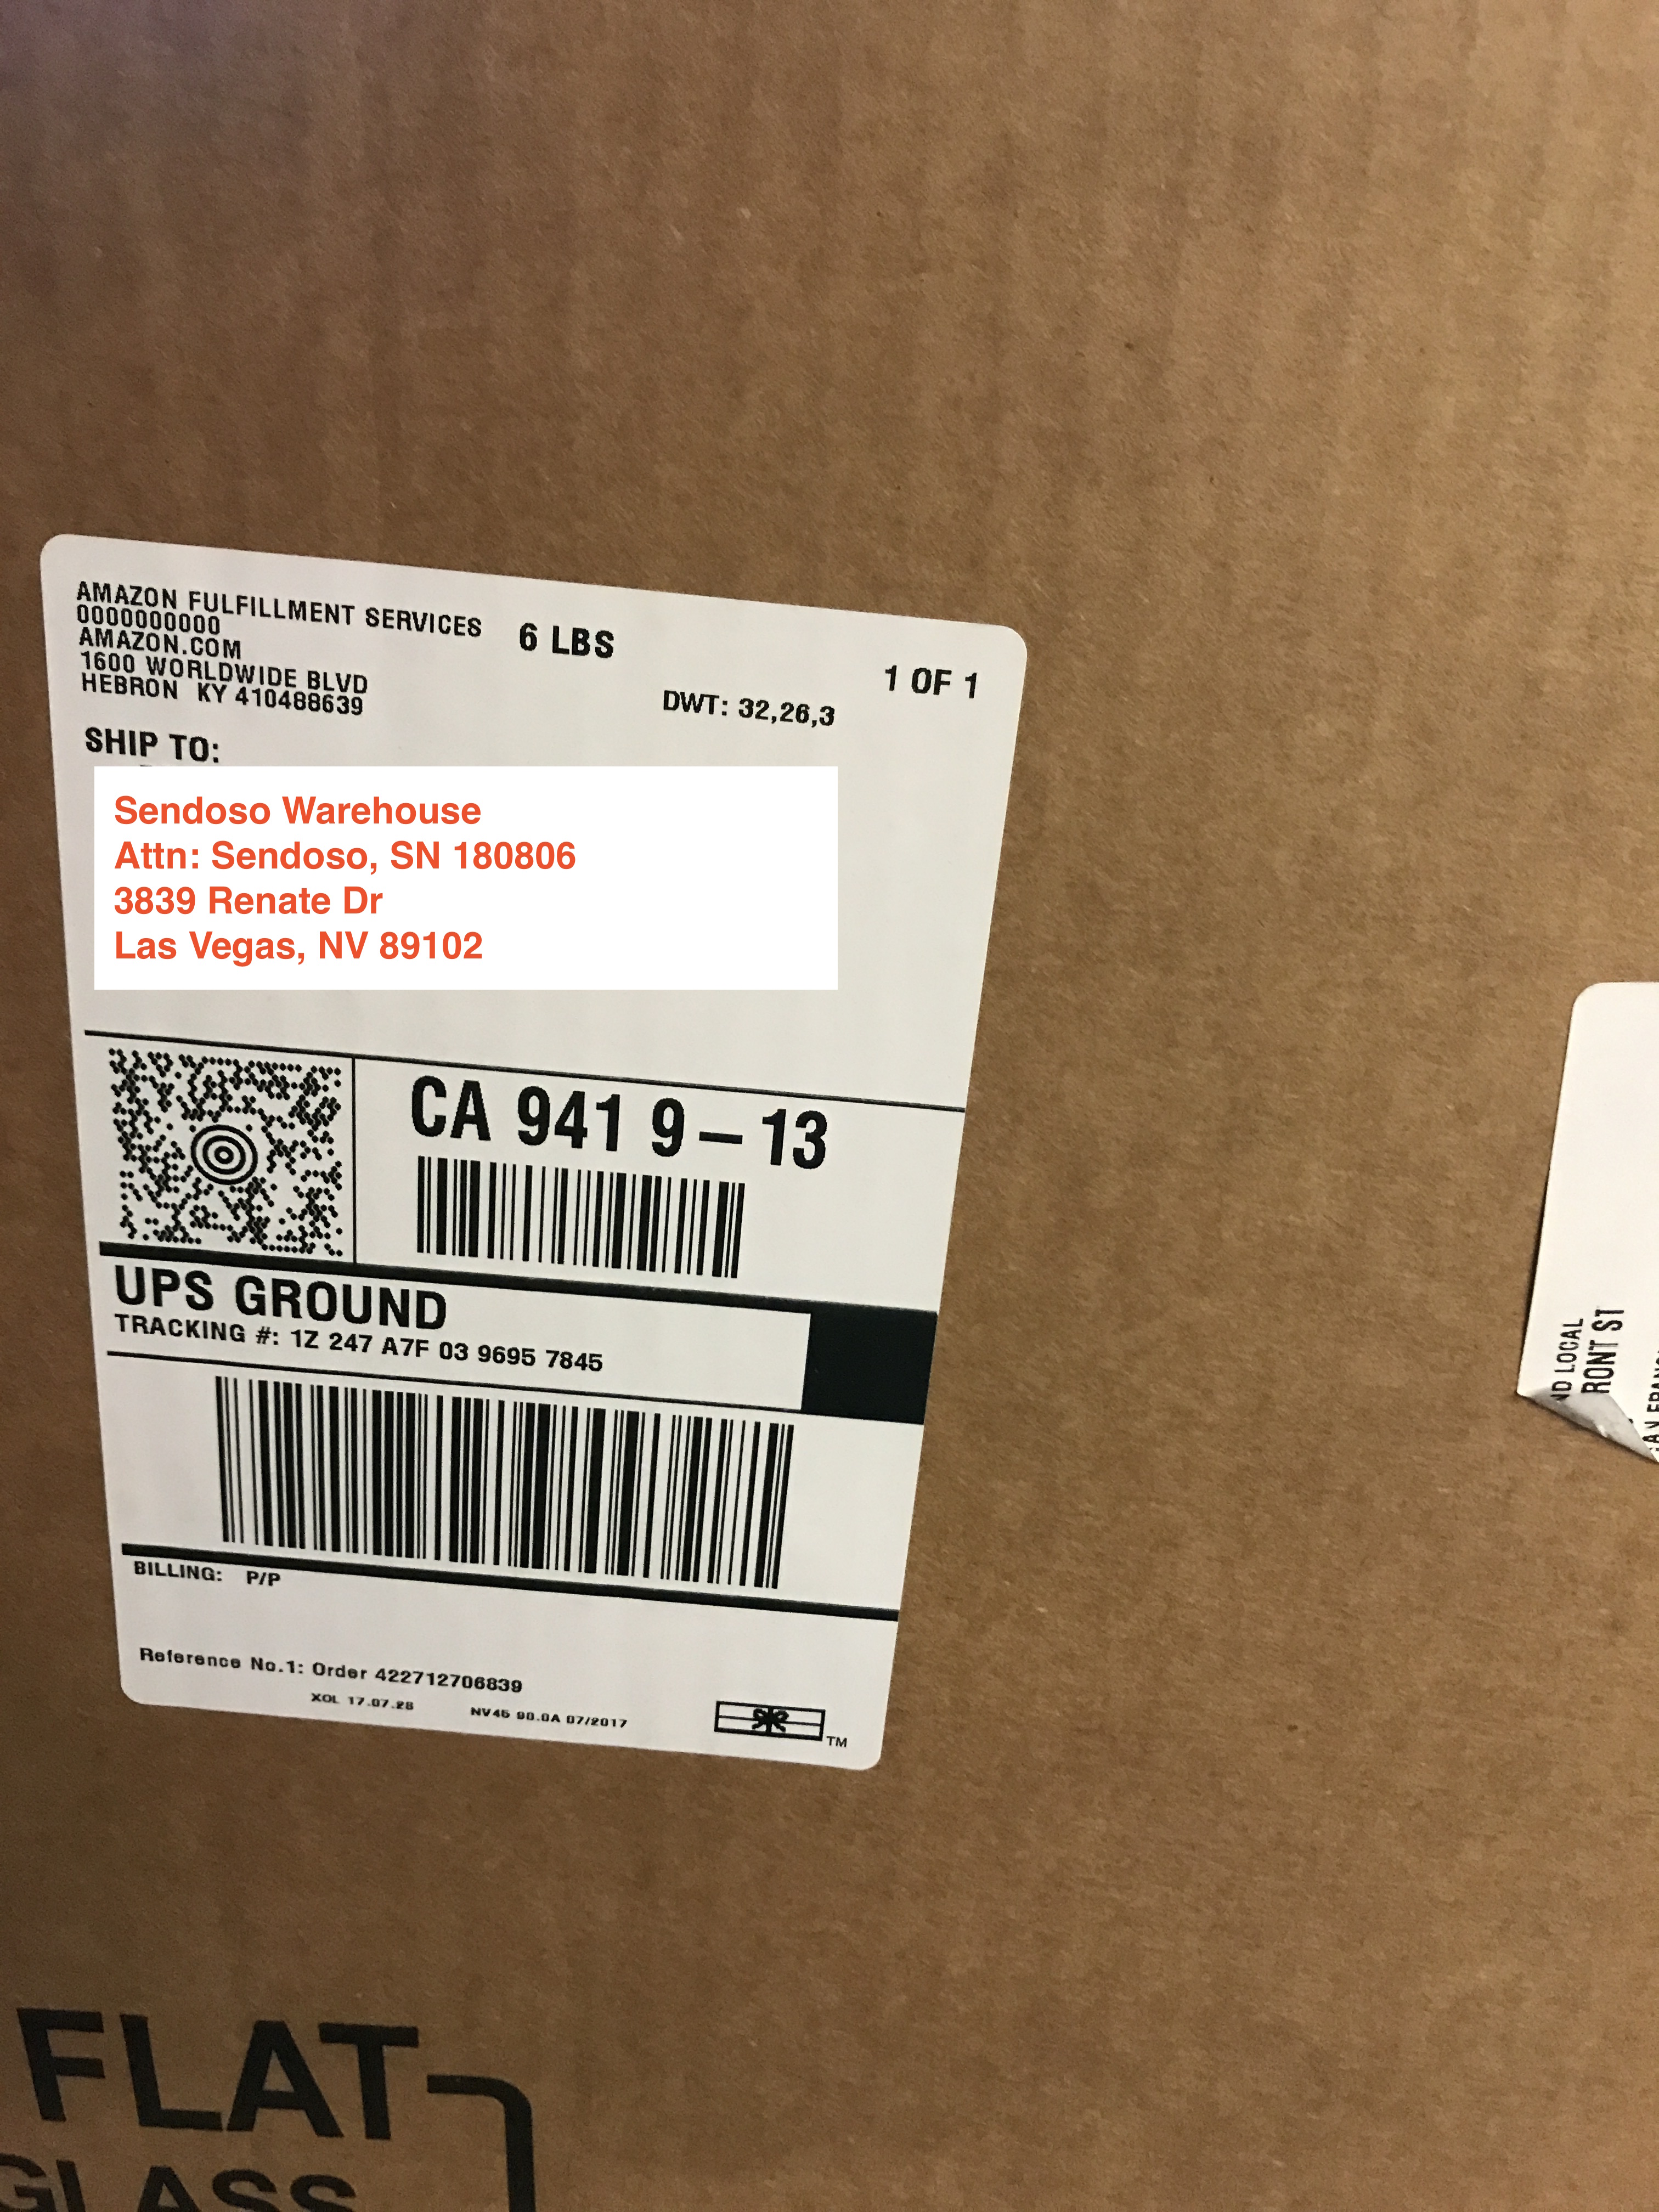 AMAZON FULFILLMENT SERVICES
0000000000
AMAZON.COM
1600 WORLDWIDE BLVD
HEBRON KY 410488639
6 LBS
1 OF 1
DWT: 32,26,3
SHIP TO:
Sendoso Warehouse
Attn: Sendoso, SN 180806
3839 Renate Dr
Las Vegas, NV 89102
CA 941 9 – 13
UPS GROUND
TRACKING #: 1Z 247 A7F 03 9695 7845
BILLING: P/P
Reference No.1: Order 422712706839
XOL 17.07.28
NV45 90.0A 07/2017
TM
ND LOCAL
RONT ST
FLAT
GLASS